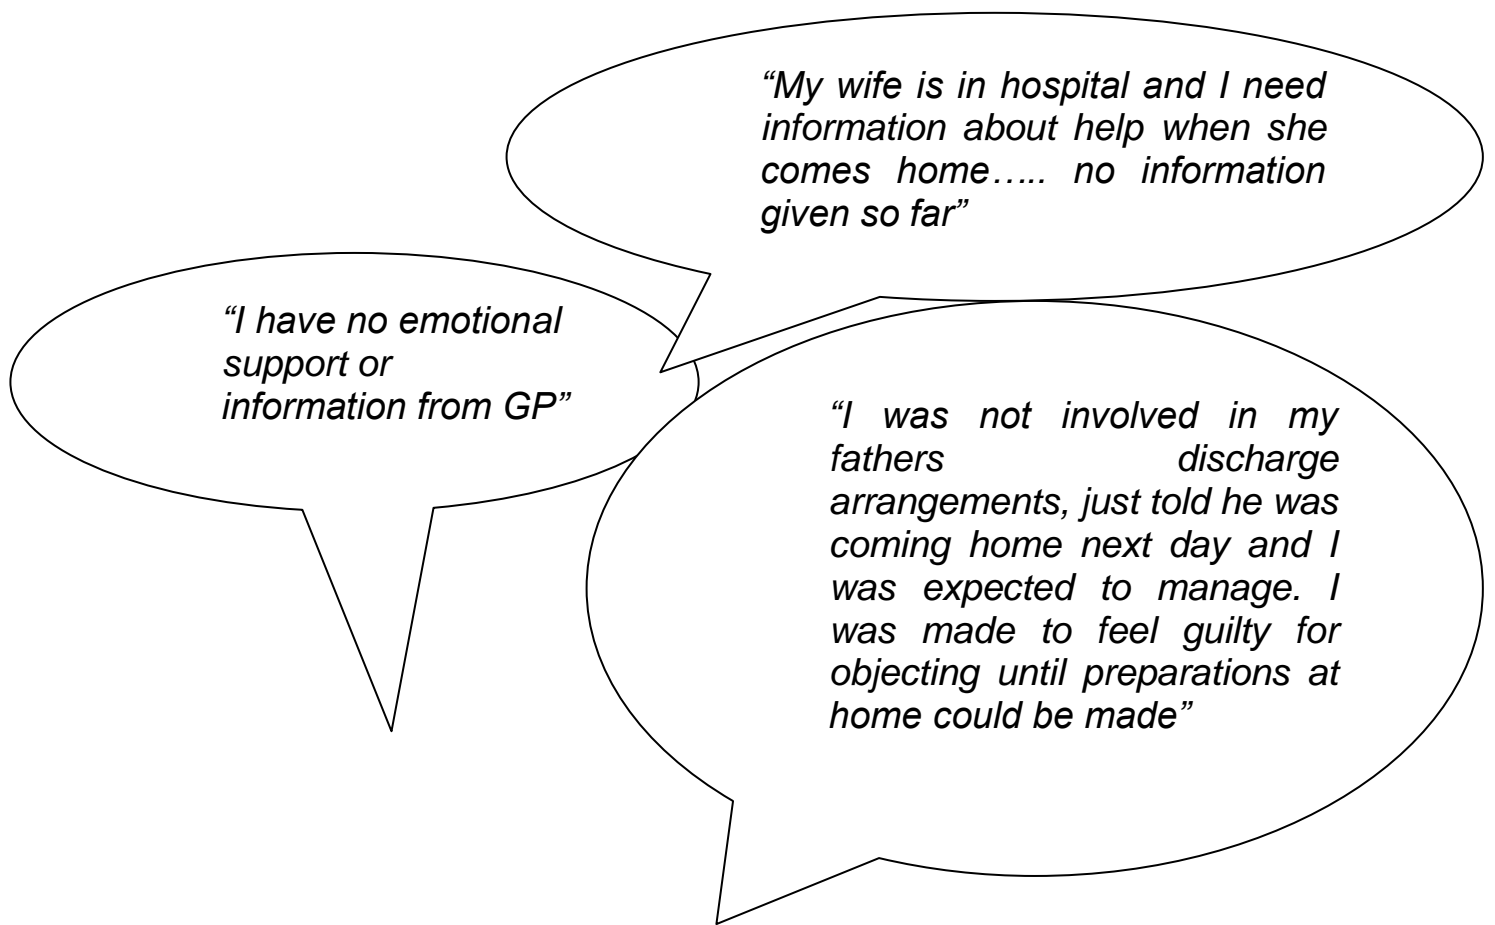 “My wife is in hospital and I need
information about help when she
comes home….. no information
given so far”
“I have no emotional
support or
information from GP”
“I was not involved in my
fathers discharge
arrangements, just told he was
coming home next day and I
was expected to manage. I
was made to feel guilty for
objecting until preparations at
home could be made”